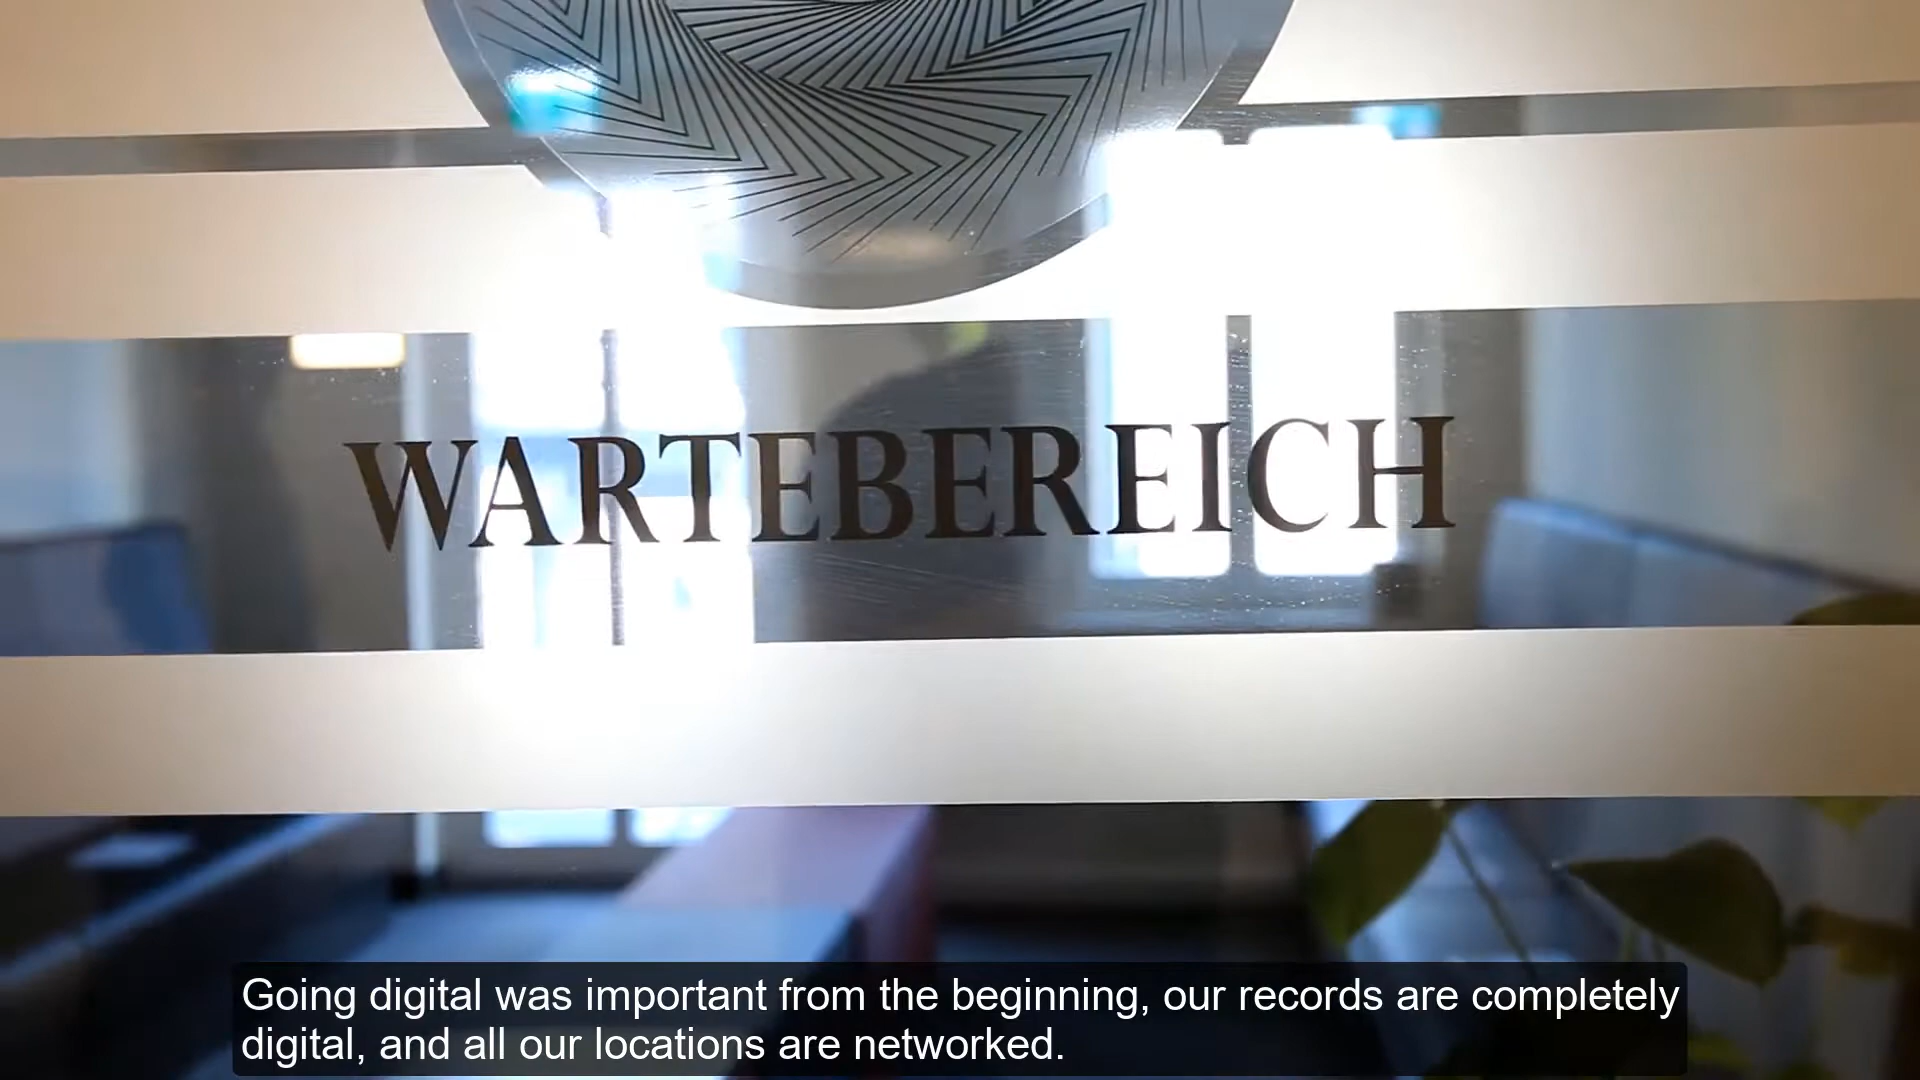 WARTEBEREICH
Going digital was important from the beginning, our records are completely
digital, and all our locations are networked.